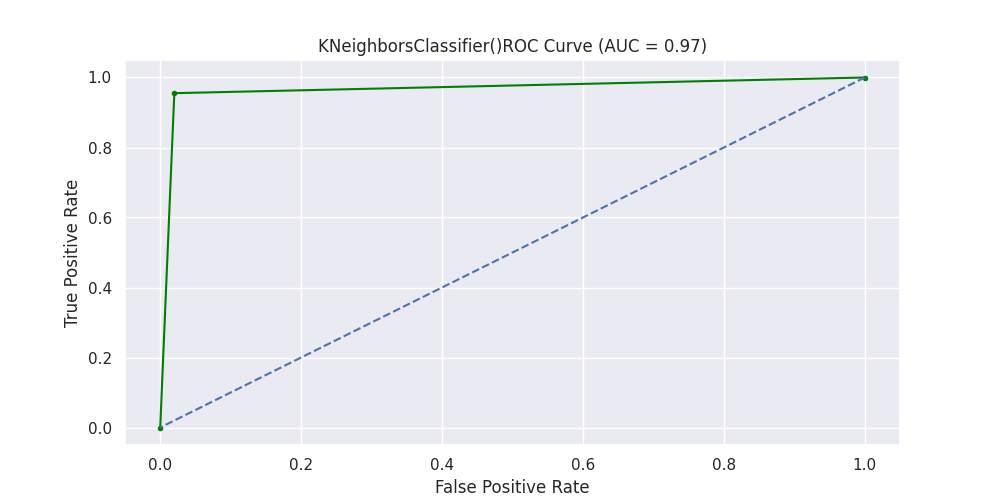 KNeighborsClassifier()ROC Curve (AUC = 0.97)
1.0
0.8
0.6
0.4
0.2
0.0
True Positive Rate
0.0 0.2 0.4 0.6 0.8 1.0
False Positive Rate